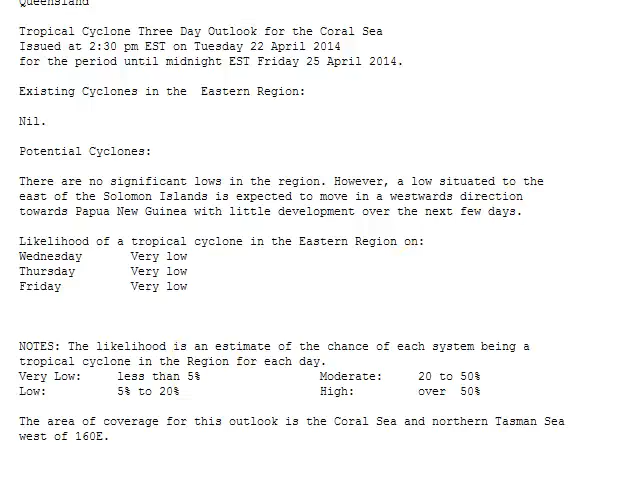 Queensland
Tropical Cyclone Three Day Outlook for the Coral Sea
Issued at 2:30 pm EST on Tuesday 22 April 2014
for the period until midnight EST Friday 25 April 2014.
Existing Cyclones in the  Eastern Region:
Nil.
Potential Cyclones:
There are no significant lows in the region. However, a low situated to the
east of the Solomon Islands is expected to move in a westwards direction
towards Papua New Guinea with little development over the next few days.
Likelihood of a tropical cyclone in the Eastern Region on:
Wednesday       Very low
Thursday        Very low
Friday          Very low
NOTES: The likelihood is an estimate of the chance of each system being a
tropical cyclone in the Region for each day.
Very Low:     less than 5%                 Moderate:     20 to 50%
Low:          5% to 20%                    High:         over  50%
The area of coverage for this outlook is the Coral Sea and northern Tasman Sea
west of 160E.